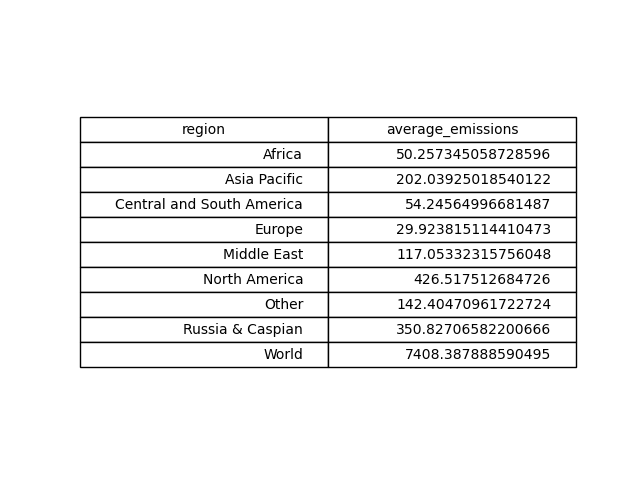 region average_emissions
Africa 50.257345058728596
Asia Pacific 202.03925018540122
Central and South America 54.24564996681487
Europe 29.923815114410473
Middle East 117.05332315756048
North America 426.517512684726
Other 142.40470961722724
Russia & Caspian 350.82706582200666
World 7408.387888590495